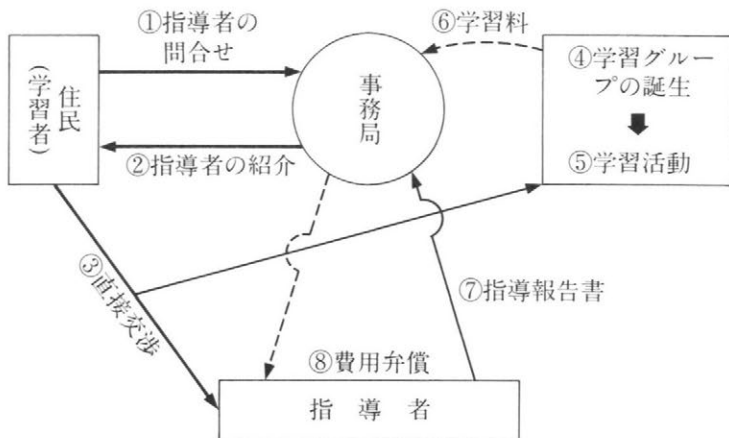 ①指導者の
問合せ
⑥学習料
住民
(学習者)
事務局
④学習グルー
プの誕生
⑤学習活動
②指導者の紹介
③直接交渉
⑦指導報告書
⑧費用弁償
指導者